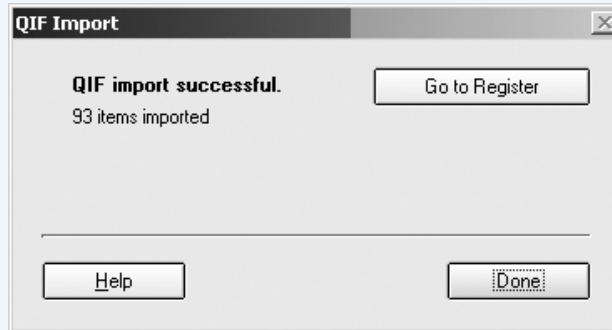 QIF Import
QIF import successful.
Go to Register
93 items imported
Help
Done